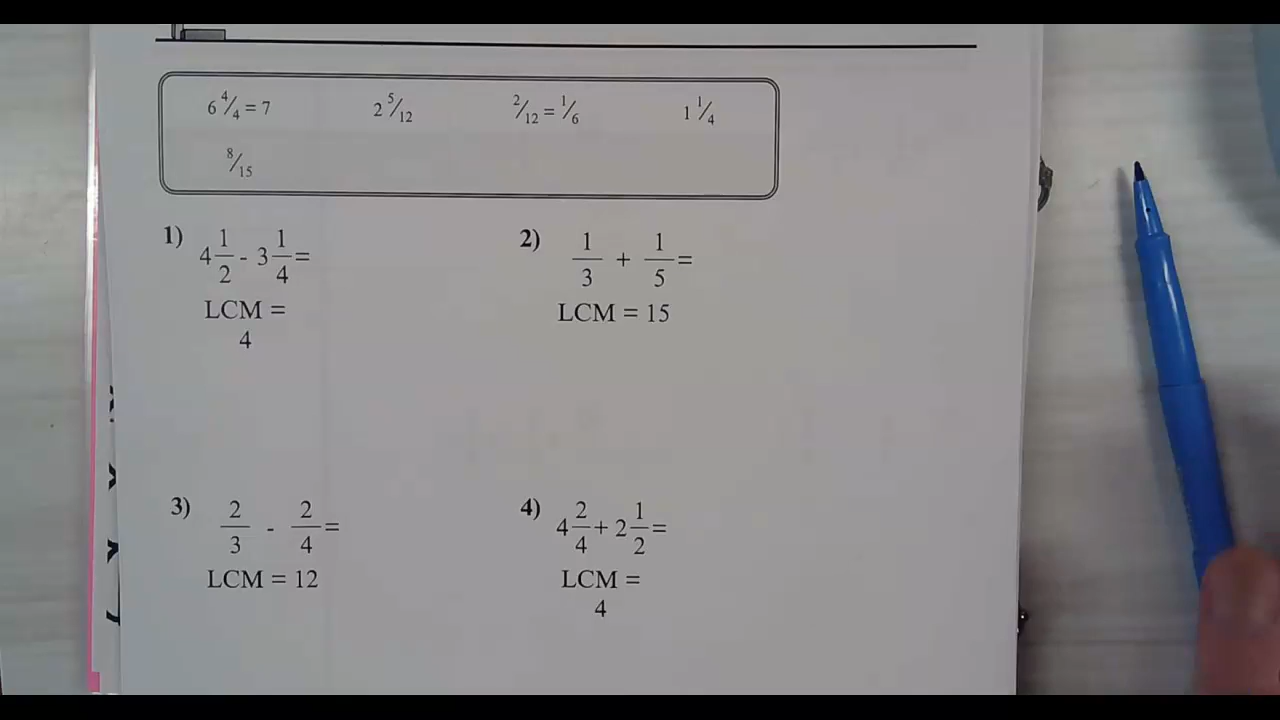 6 4/4 = 7 2 5/12 2/12 = 1/6 1 1/4
8/15
1) 4 1/2 - 3 1/4 =
LCM =
4
2) 1/3 + 1/5 =
LCM = 15
3) 2/3 - 2/4 =
LCM = 12
4) 4 2/4 + 2 1/2 =
LCM =
4